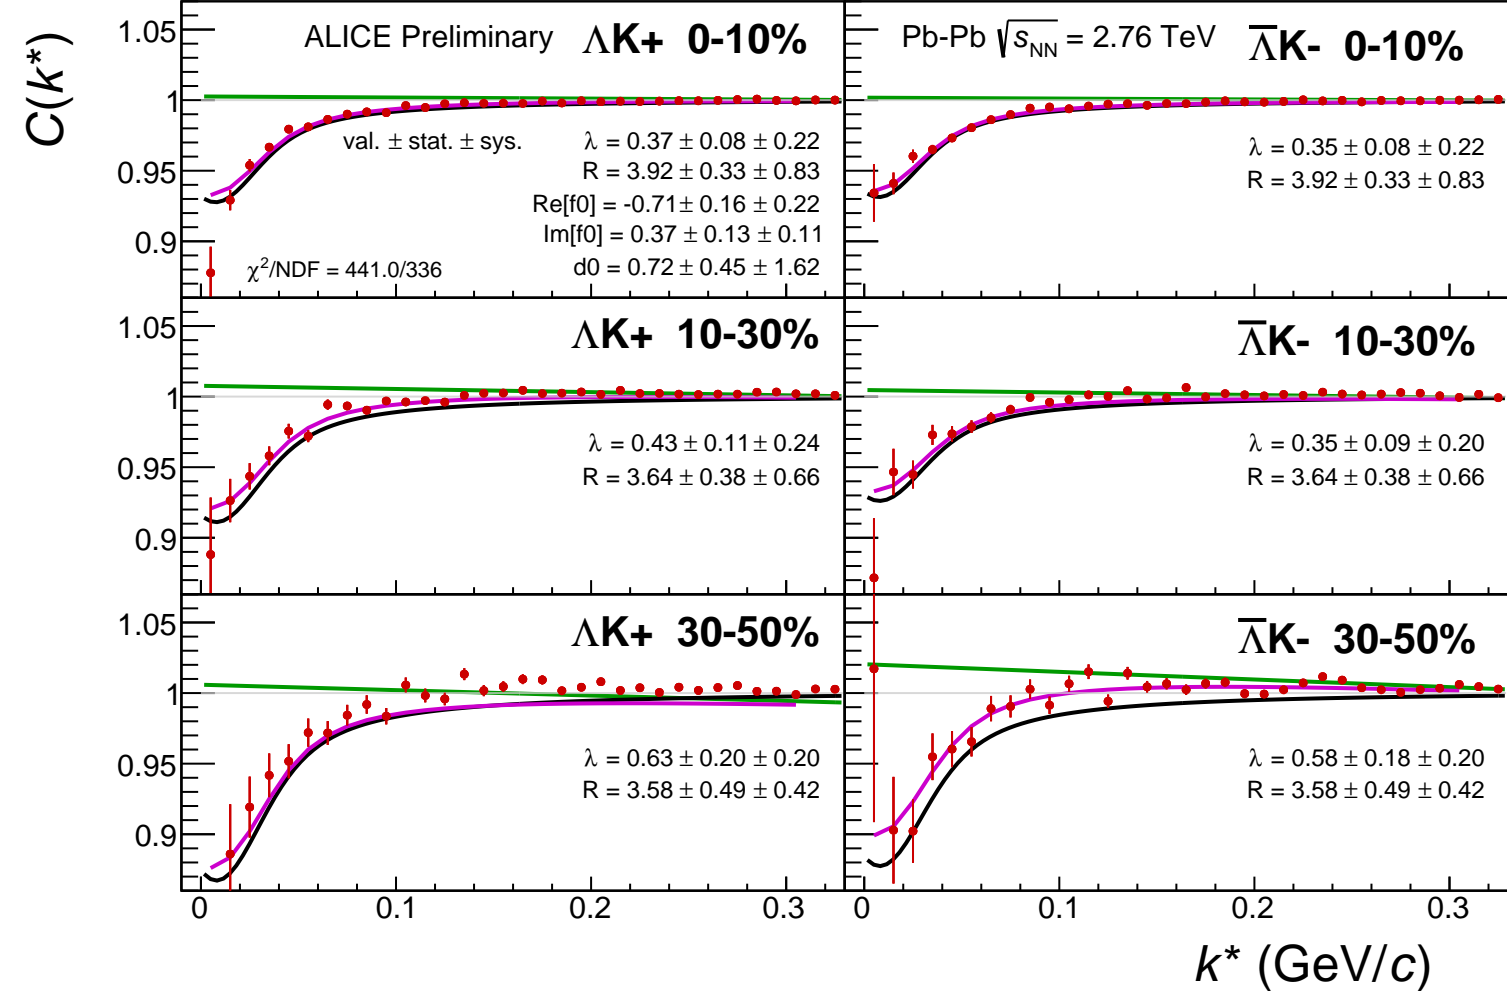 C(k*)
ALICE Preliminary ΛK+ 0-10%
val. ± stat. ± sys.
λ = 0.37 ± 0.08 ± 0.22
R = 3.92 ± 0.33 ± 0.83
Re[f0] = -0.71± 0.16 ± 0.22
Im[f0] = 0.37 ± 0.13 ± 0.11
d0 = 0.72 ± 0.45 ± 1.62
χ²/NDF = 441.0/336
1.05
1
0.95
0.9
Pb-Pb √sNN = 2.76 TeV Λ̅K- 0-10%
λ = 0.35 ± 0.08 ± 0.22
R = 3.92 ± 0.33 ± 0.83
ΛK+ 10-30%
λ = 0.43 ± 0.11 ± 0.24
R = 3.64 ± 0.38 ± 0.66
1.05
1
0.95
0.9
Λ̅K- 10-30%
λ = 0.35 ± 0.09 ± 0.20
R = 3.64 ± 0.38 ± 0.66
ΛK+ 30-50%
λ = 0.63 ± 0.20 ± 0.20
R = 3.58 ± 0.49 ± 0.42
1.05
1
0.95
0.9
Λ̅K- 30-50%
λ = 0.58 ± 0.18 ± 0.20
R = 3.58 ± 0.49 ± 0.42
0 0.1 0.2 0.3
0 0.1 0.2 0.3
k* (GeV/c)